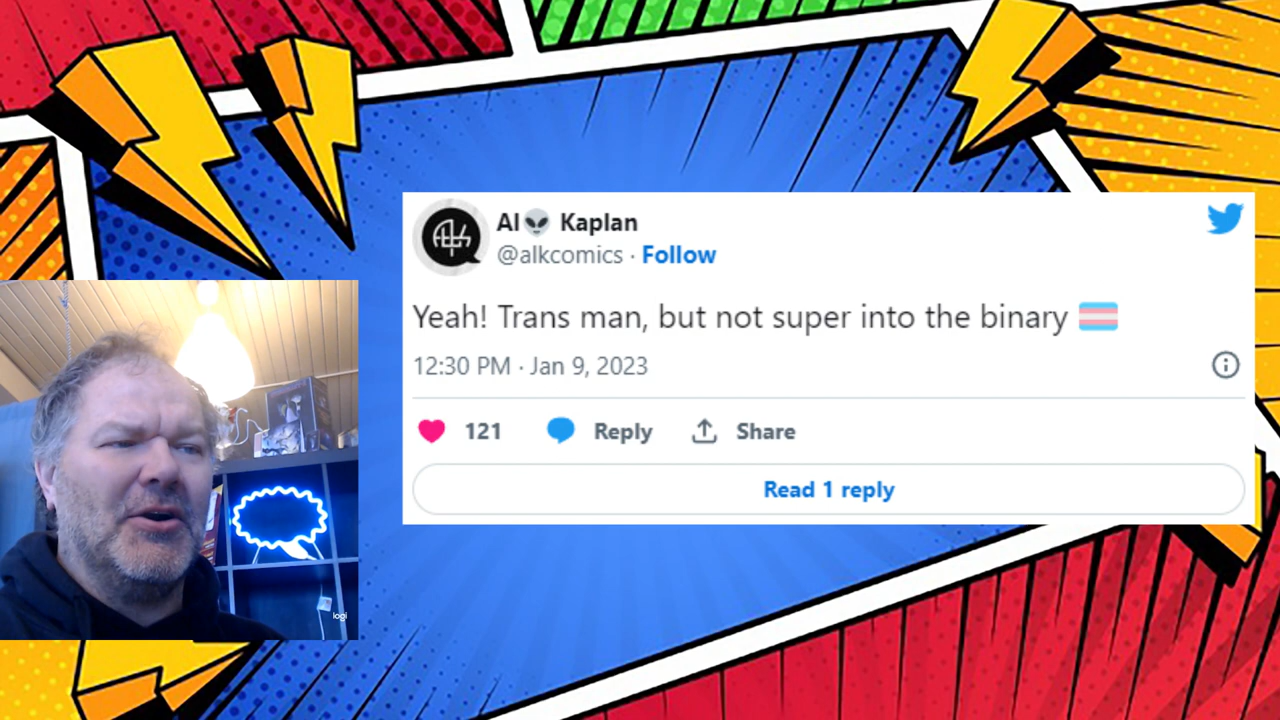 Al👽 Kaplan
@alkcomics · Follow
Yeah! Trans man, but not super into the binary 🏳️‍⚧️
12:30 PM · Jan 9, 2023
121 Reply Share
Read 1 reply
logi